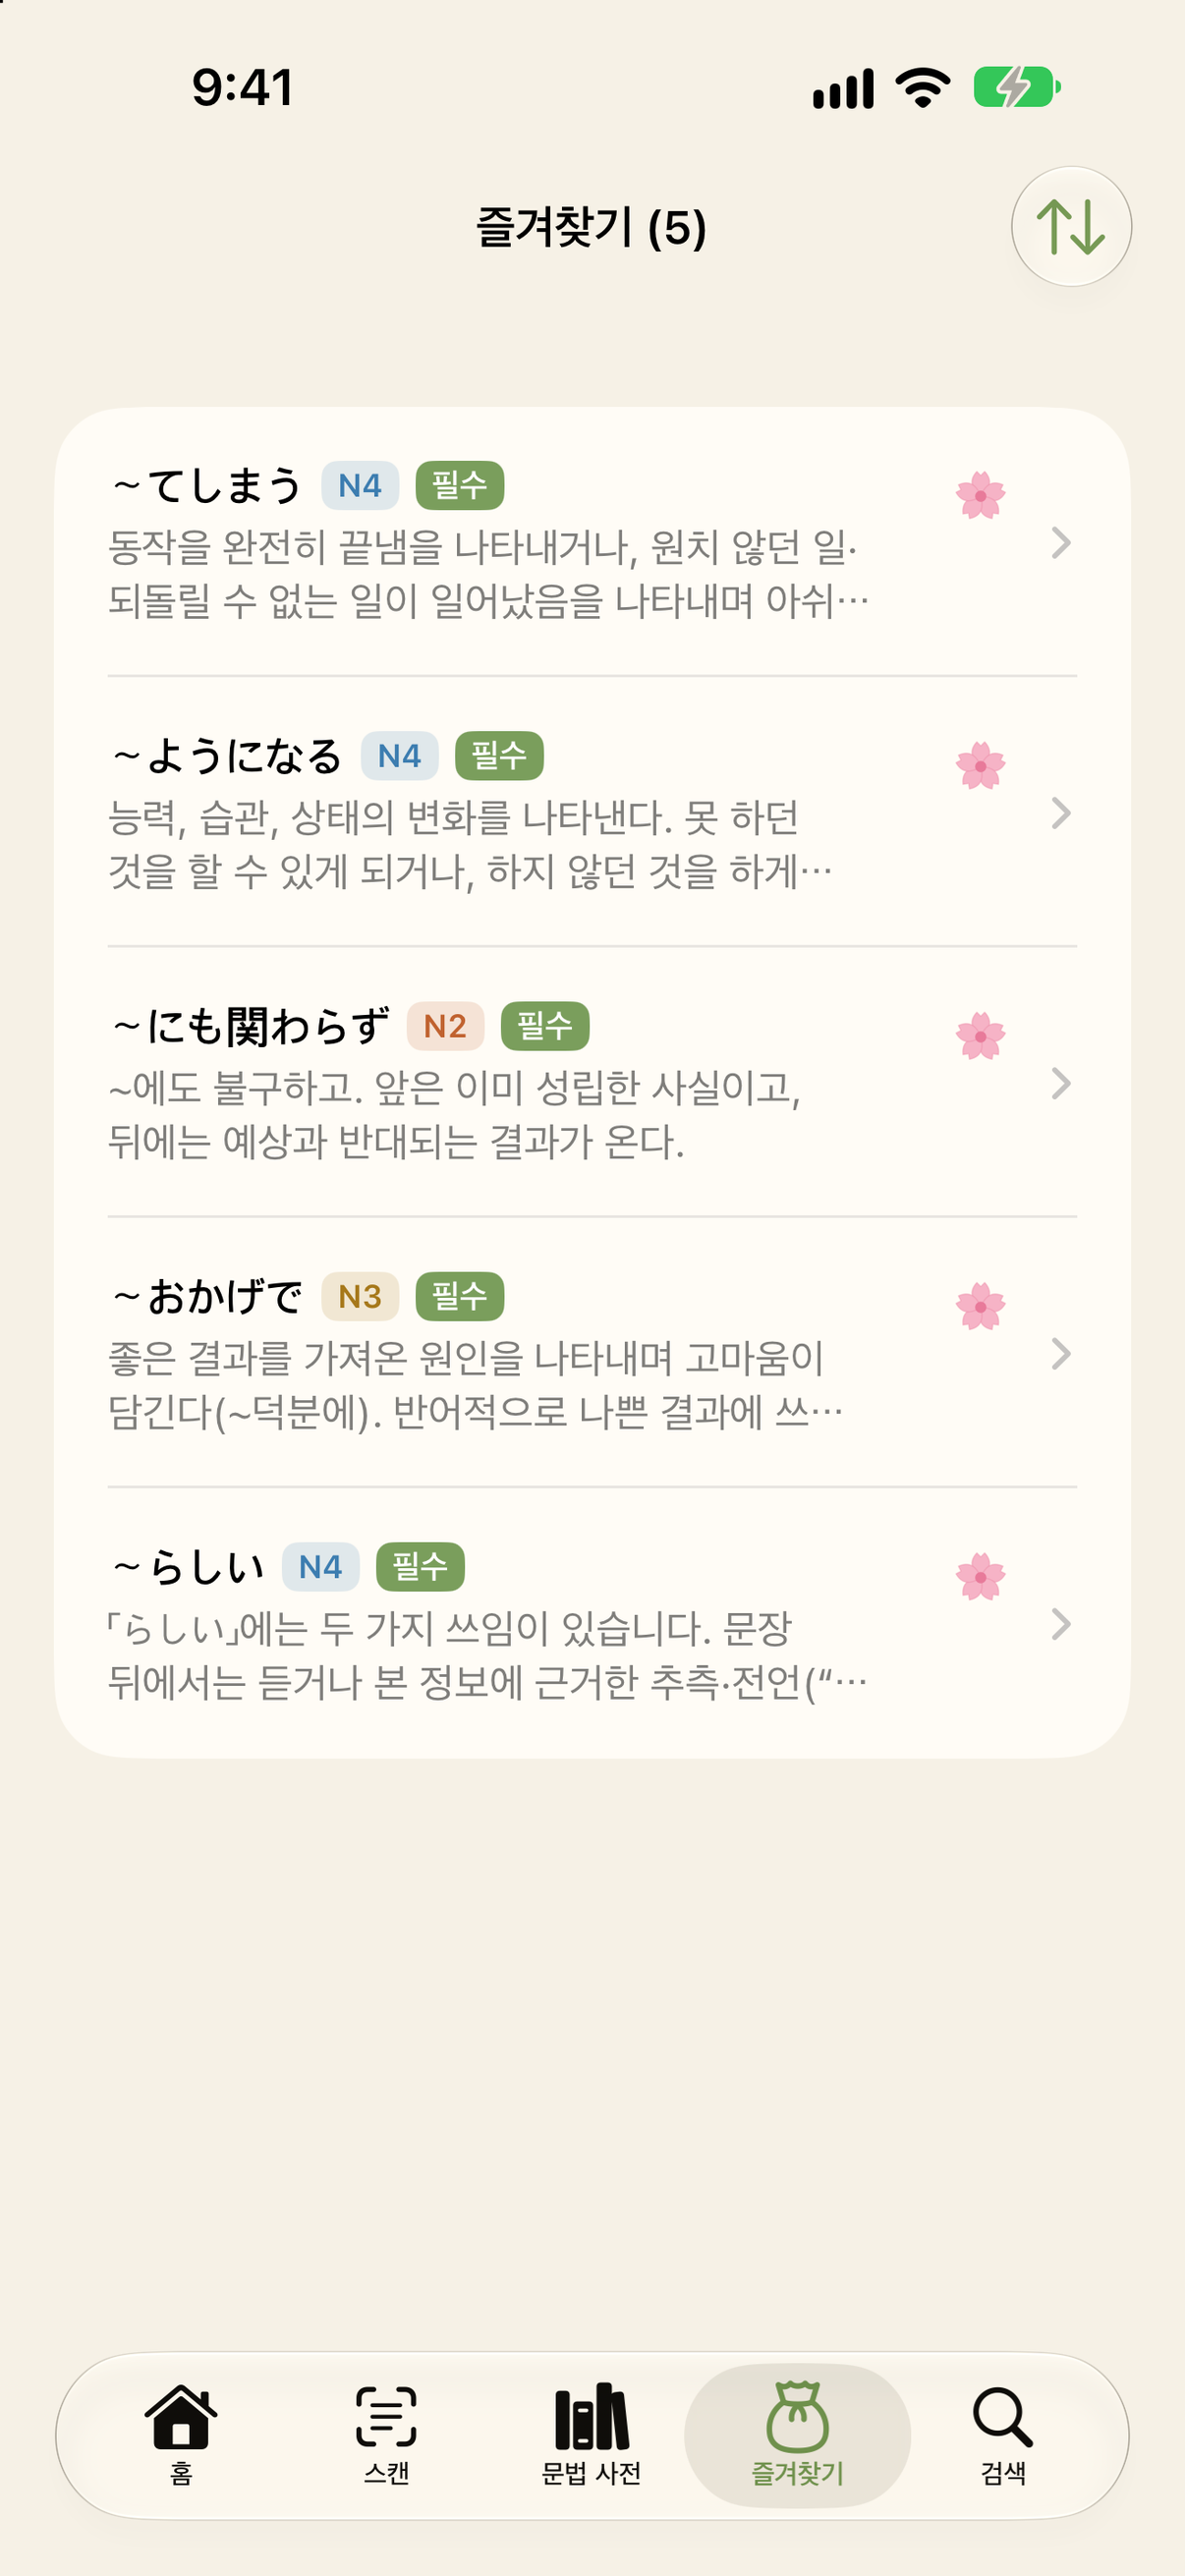 9:41
즐겨찾기 (5)
~てしまう N4 필수
동작을 완전히 끝냄을 나타내거나, 원치 않던 일·
되돌릴 수 없는 일이 일어났음을 나타내며 아쉬…
~ようになる N4 필수
능력, 습관, 상태의 변화를 나타낸다. 못 하던
것을 할 수 있게 되거나, 하지 않던 것을 하게…
~にも関わらず N2 필수
~에도 불구하고. 앞은 이미 성립한 사실이고,
뒤에는 예상과 반대되는 결과가 온다.
~おかげで N3 필수
좋은 결과를 가져온 원인을 나타내며 고마움이
담긴다(~덕분에). 반어적으로 나쁜 결과에 쓰…
~らしい N4 필수
「らしい」에는 두 가지 쓰임이 있습니다. 문장
뒤에서는 듣거나 본 정보에 근거한 추측·전언(“…
홈 스캔 문법 사전 즐겨찾기 검색